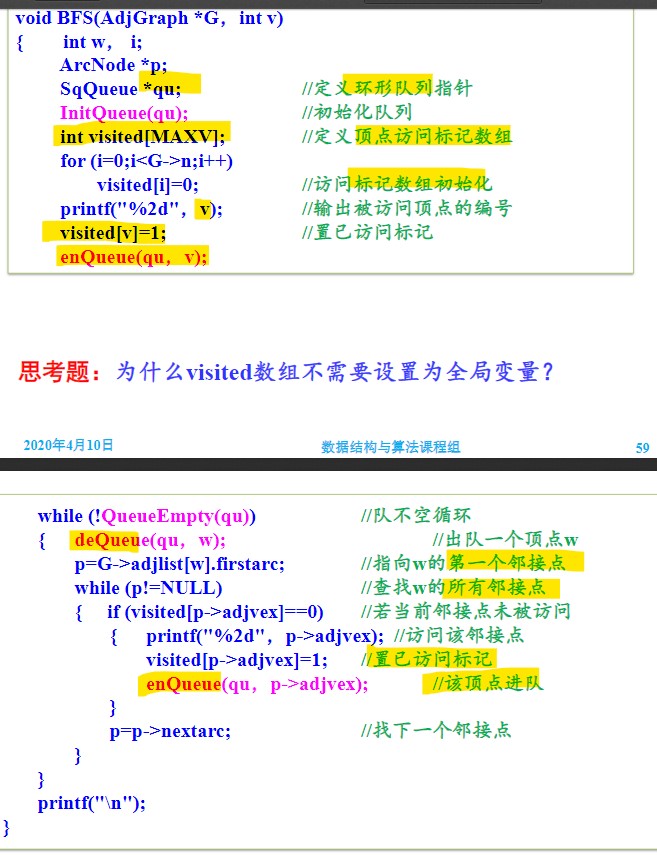 void BFS(AdjGraph *G, int v)
{ int w, i;
ArcNode *p;
SqQueue *qu; //定义环形队列指针
InitQueue(qu); //初始化队列
int visited[MAXV]; //定义顶点访问标记数组
for (i=0;i<G->n;i++)
visited[i]=0; //访问标记数组初始化
printf("%2d", v); //输出被访问顶点的编号
visited[v]=1; //置已访问标记
enQueue(qu, v);
思考题：为什么visited数组不需要设置为全局变量？
2020年4月10日 数据结构与算法课程组 59
while (!QueueEmpty(qu)) //队不空循环
{ deQueue(qu, w); //出队一个顶点w
p=G->adjlist[w].firstarc; //指向w的第一个邻接点
while (p!=NULL) //查找w的所有邻接点
{ if (visited[p->adjvex]==0) //若当前邻接点未被访问
{ printf("%2d", p->adjvex); //访问该邻接点
visited[p->adjvex]=1; //置已访问标记
enQueue(qu, p->adjvex); //该顶点进队
}
p=p->nextarc; //找下一个邻接点
}
}
printf("\n");
}